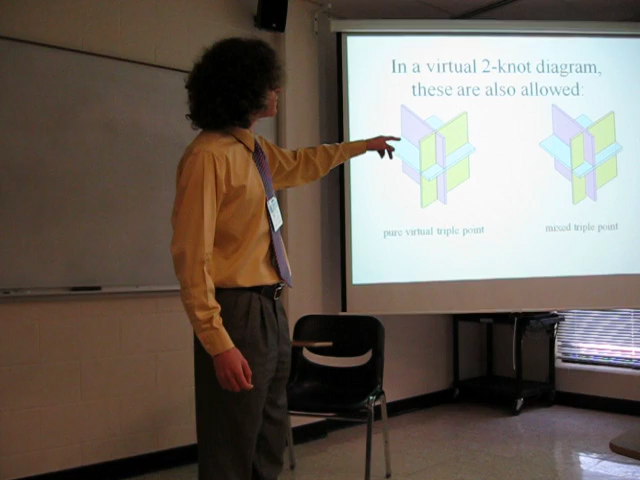 In a virtual 2-knot diagram,
these are also allowed:
pure virtual triple point
mixed triple point